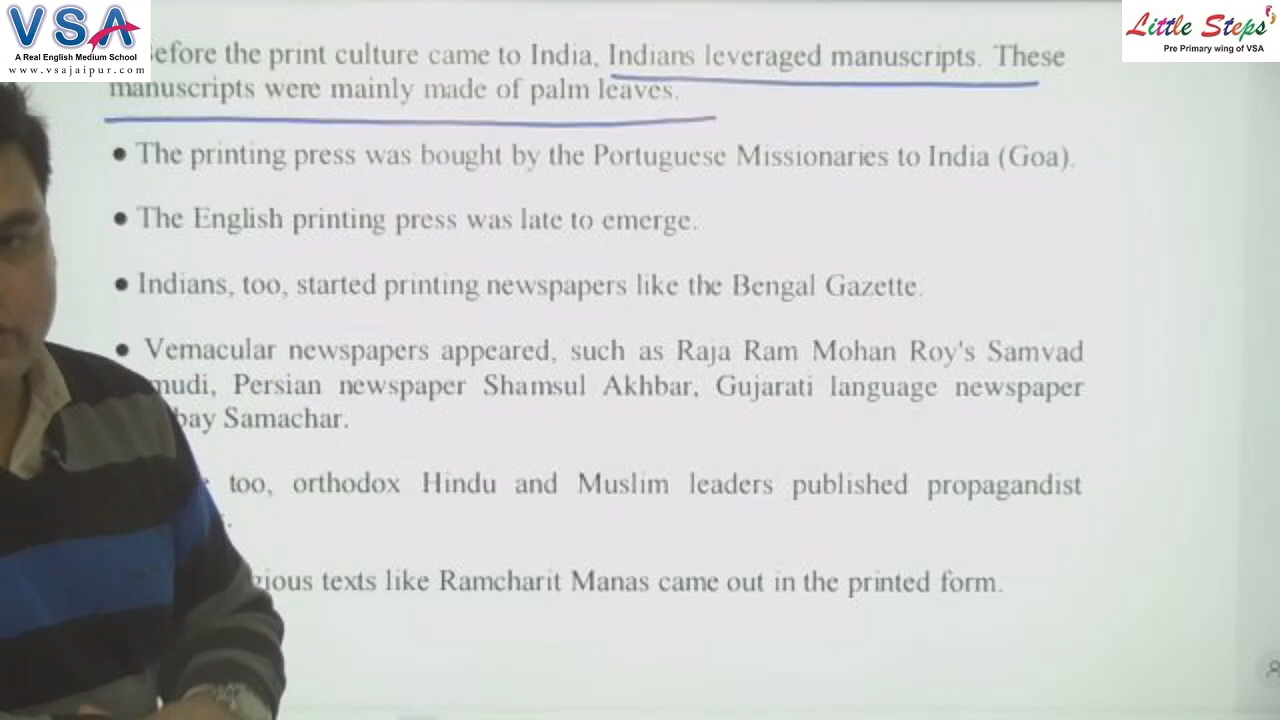 VSA
A Real English Medium School
www.vsajaipur.com
Little Steps
Pre Primary wing of VSA
efore the print culture came to India, Indians leveraged manuscripts. These
manuscripts were mainly made of palm leaves.
● The printing press was bought by the Portuguese Missionaries to India (Goa).
● The English printing press was late to emerge.
● Indians, too, started printing newspapers like the Bengal Gazette.
● Vernacular newspapers appeared, such as Raja Ram Mohan Roy's Samvad
mudi, Persian newspaper Shamsul Akhbar, Gujarati language newspaper
bay Samachar.
too, orthodox Hindu and Muslim leaders published propagandist
gious texts like Ramcharit Manas came out in the printed form.